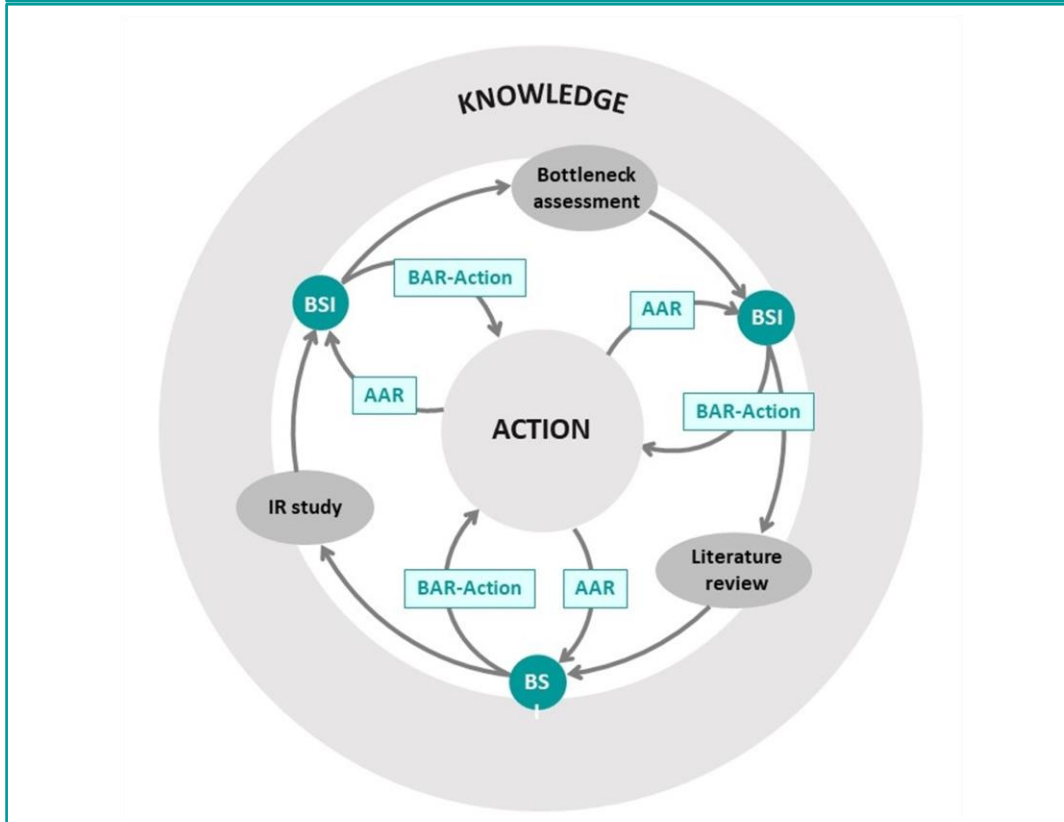 KNOWLEDGE
Bottleneck
assessment
BAR-Action
BSI
AAR
BSI
AAR
BAR-Action
ACTION
IR study
Literature
review
BAR-Action
AAR
BS
I